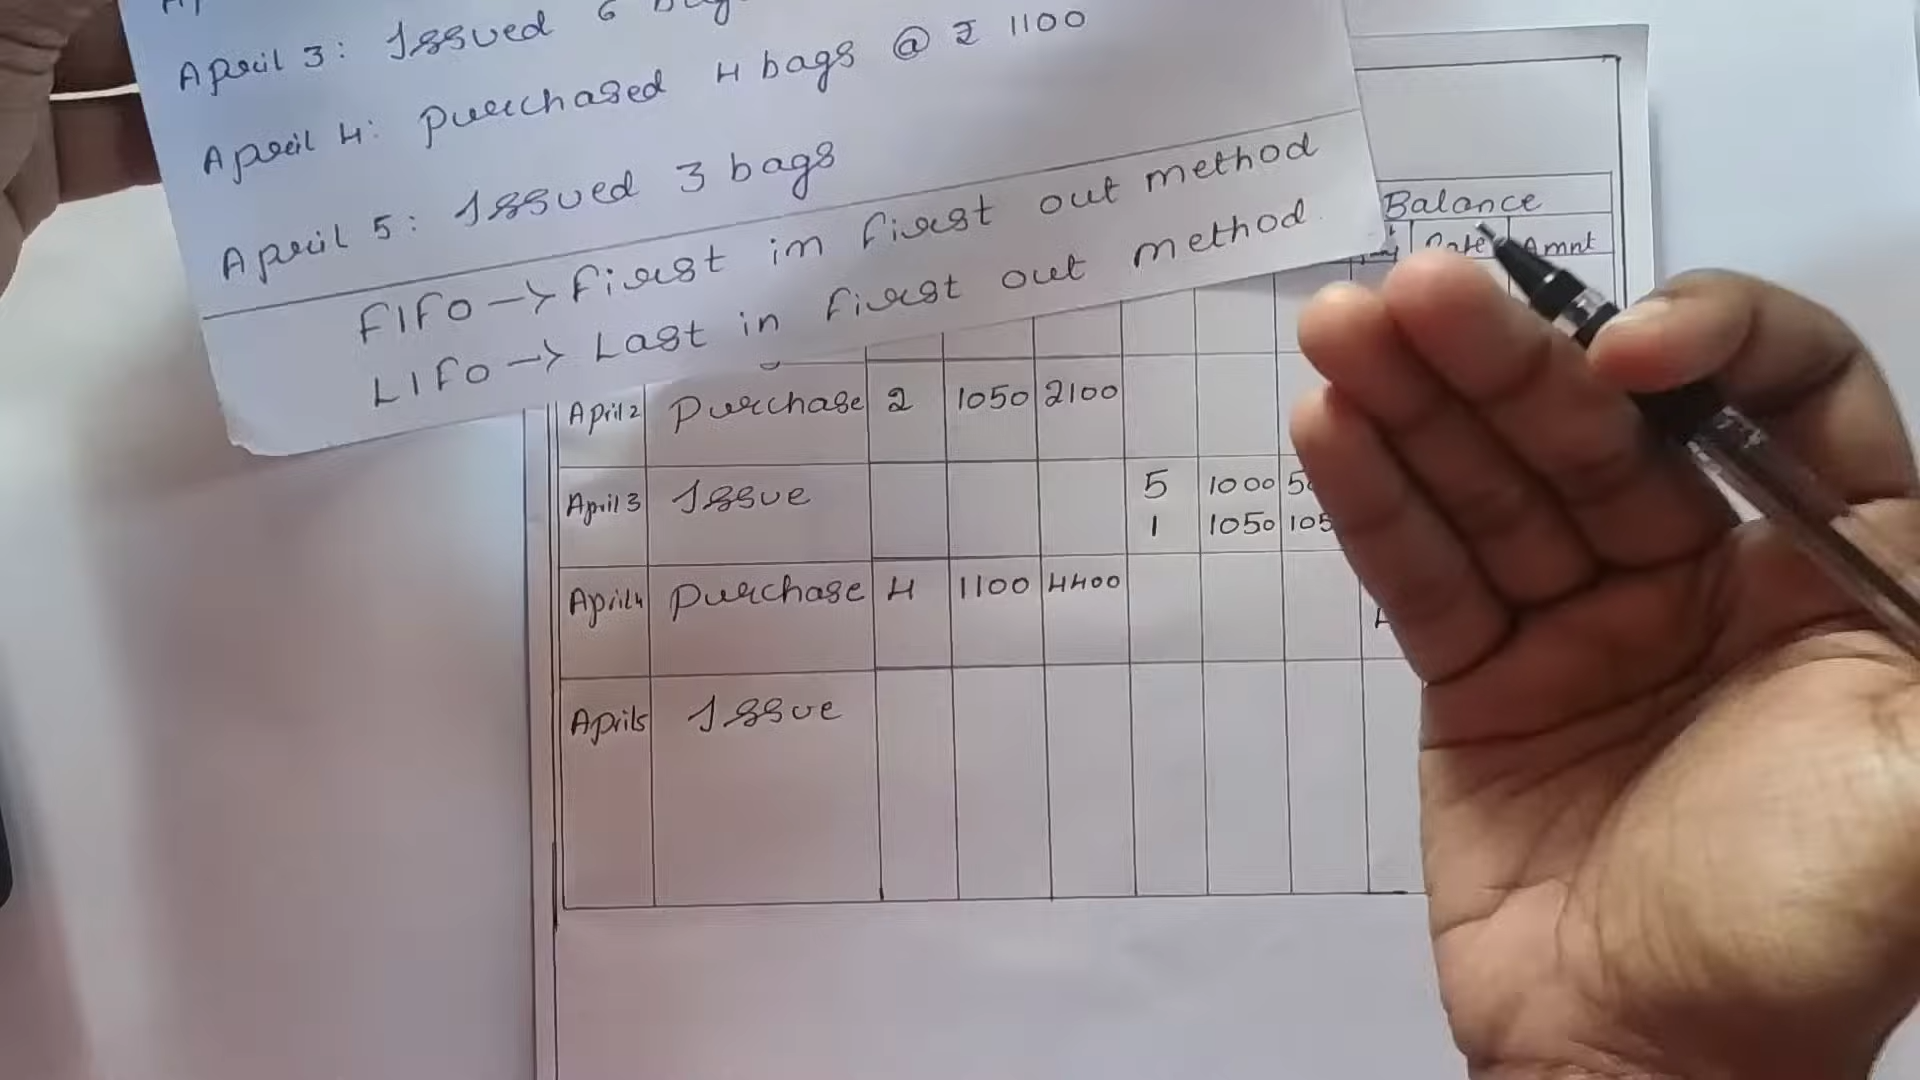 April 3: Issued 6
April 4: purchased 4 bags @ ₹ 1100
April 5: Issued 3 bags
FIFO → First in First out method
LIFO → Last in First out method.
Balance
Rate Amnt
April 2 Purchase 2 1050 2100
April 3 Issue 5 1000
1 1050
April 4 Purchase 4 1100 4400
April 5 Issue